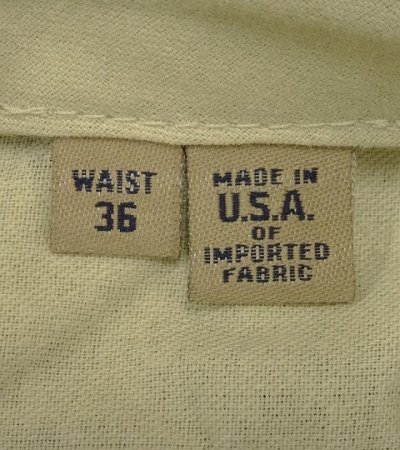 WAIST
36
MADE IN
U.S.A.
OF
IMPORTED
FABRIC